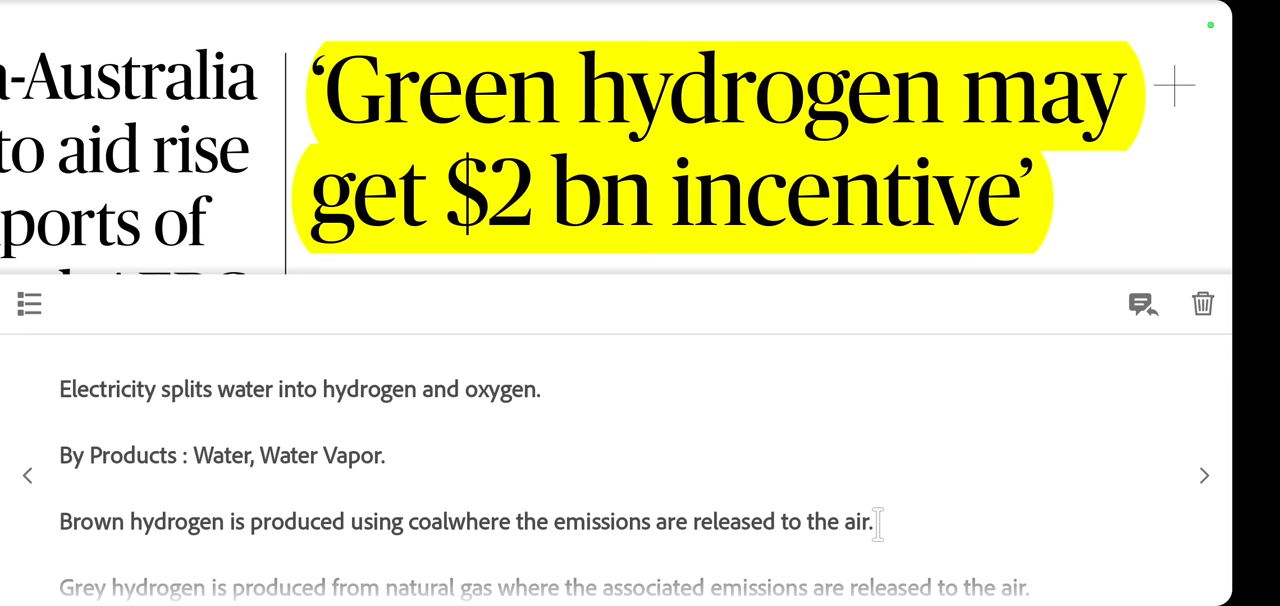 a-Australia
to aid rise
ports of
‘Green hydrogen may
get $2 bn incentive’
Electricity splits water into hydrogen and oxygen.
By Products : Water, Water Vapor.
Brown hydrogen is produced using coalwhere the emissions are released to the air.
Grey hydrogen is produced from natural gas where the associated emissions are released to the air.